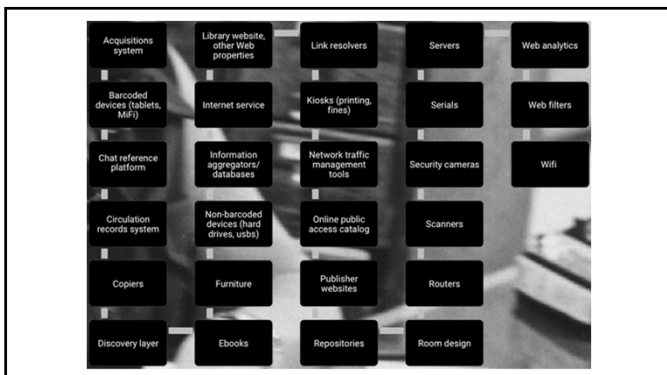 Acquisitions
system
Barcoded
devices (tablets,
MiFi)
Chat reference
platform
Circulation
records system
Copiers
Discovery layer
Ebooks
Furniture
Non-barcoded
devices (hard
drives, usbs)
Information
aggregators/
databases
Internet service
Library website,
other Web
properties
Link resolvers
Kiosks (printing,
fines)
Network traffic
management
tools
Online public
access catalog
Publisher
websites
Repositories
Room design
Routers
Scanners
Security cameras
Serials
Servers
Web analytics
Web filters
Wifi